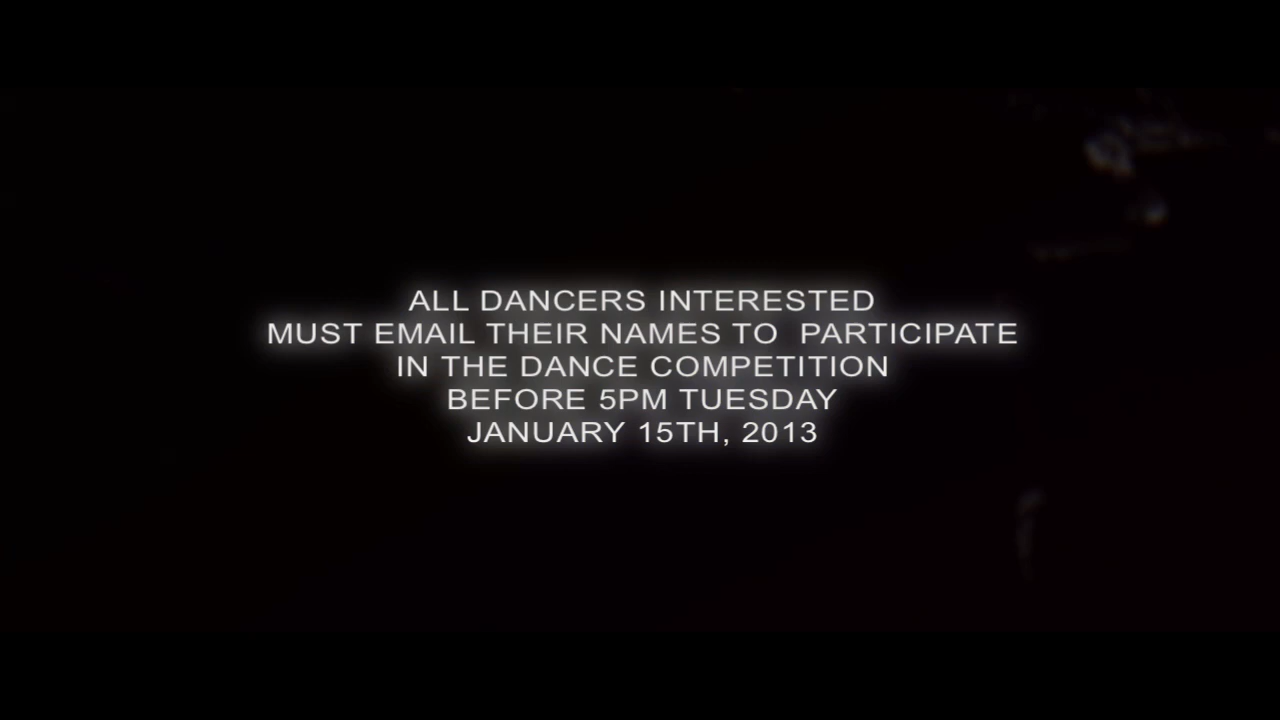 ALL DANCERS INTERESTED
MUST EMAIL THEIR NAMES TO  PARTICIPATE
IN THE DANCE COMPETITION
BEFORE 5PM TUESDAY
JANUARY 15TH, 2013